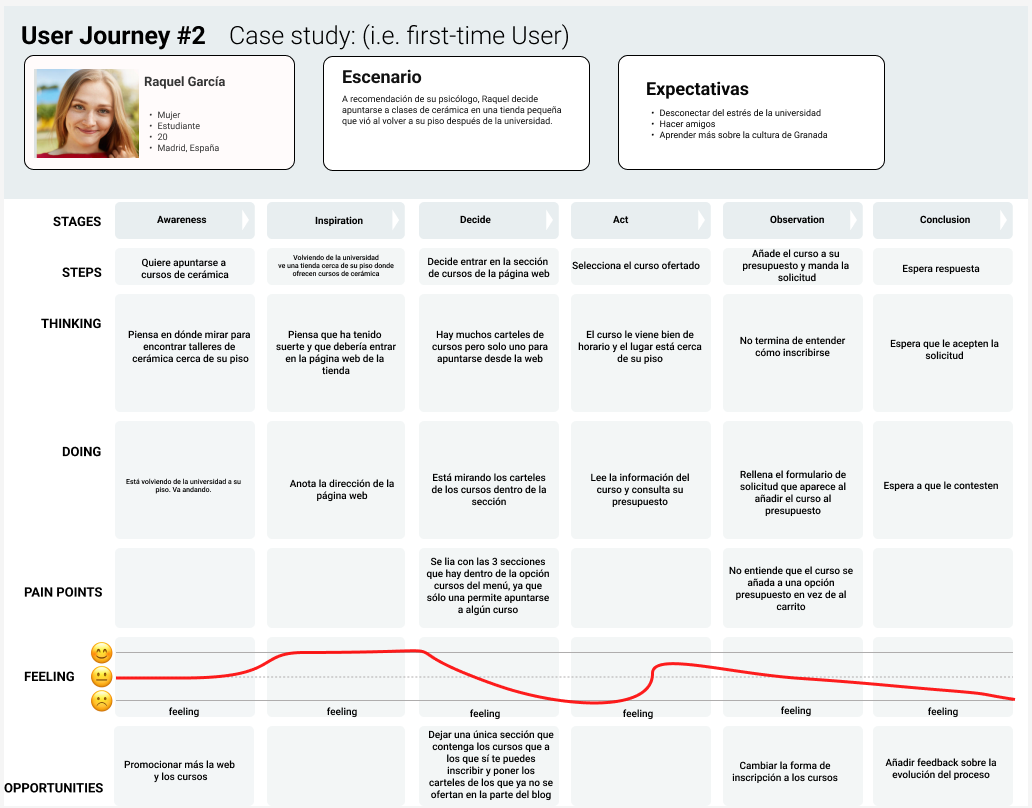 User Journey #2 Case study: (i.e. first-time User)
Raquel García
• Mujer
• Estudiante
• 20
• Madrid, España
Escenario
A recomendación de su psicólogo, Raquel decide
apuntarse a clases de cerámica en una tienda pequeña
que vió al volver a su piso después de la universidad.
Expectativas
• Desconectar del estrés de la universidad
• Hacer amigos
• Aprender más sobre la cultura de Granada
STAGES
Awareness
Inspiration
Decide
Act
Observation
Conclusion
STEPS
Quiere apuntarse a
cursos de cerámica
Volviendo de la universidad
ve una tienda cerca de su piso donde
ofrecen cursos de cerámica
Decide entrar en la sección
de cursos de la página web
Selecciona el curso ofertado
Añade el curso a su
presupuesto y manda la
solicitud
Espera respuesta
THINKING
Piensa en dónde mirar para
encontrar talleres de
cerámica cerca de su piso
Piensa que ha tenido
suerte y que debería entrar
en la página web de la
tienda
Hay muchos carteles de
cursos pero solo uno para
apuntarse desde la web
El curso le viene bien de
horario y el lugar está cerca
de su piso
No termina de entender
cómo inscribirse
Espera que le acepten la
solicitud
DOING
Está volviendo de la universidad a su
piso. Va andando.
Anota la dirección de la
página web
Está mirando los carteles
de los cursos dentro de la
sección
Lee la información del
curso y consulta su
presupuesto
Rellena el formulario de
solicitud que aparece al
añadir el curso al
presupuesto
Espera a que le contesten
PAIN POINTS
Se lia con las 3 secciones
que hay dentro de la opción
cursos del menú, ya que
sólo una permite apuntarse
a algún curso
No entiende que el curso se
añada a una opción
presupuesto en vez de al
carrito
FEELING
feeling
feeling
feeling
feeling
feeling
feeling
OPPORTUNITIES
Promocionar más la web
y los cursos
Dejar una única sección que
contenga los cursos que a
los que sí te puedes
inscribir y poner los
carteles de los que ya no se
ofertan en la parte del blog
Cambiar la forma de
inscripción a los cursos
Añadir feedback sobre la
evolución del proceso